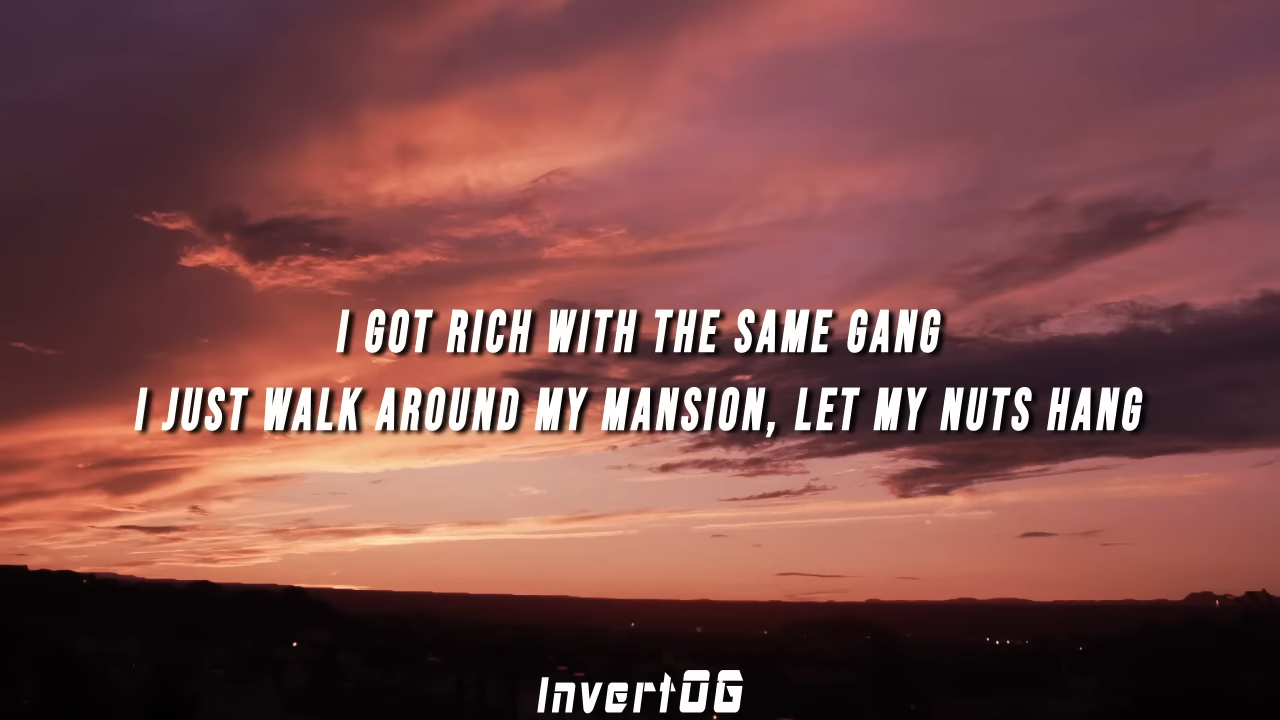 I GOT RICH WITH THE SAME GANG
I JUST WALK AROUND MY MANSION, LET MY NUTS HANG
InvertOG